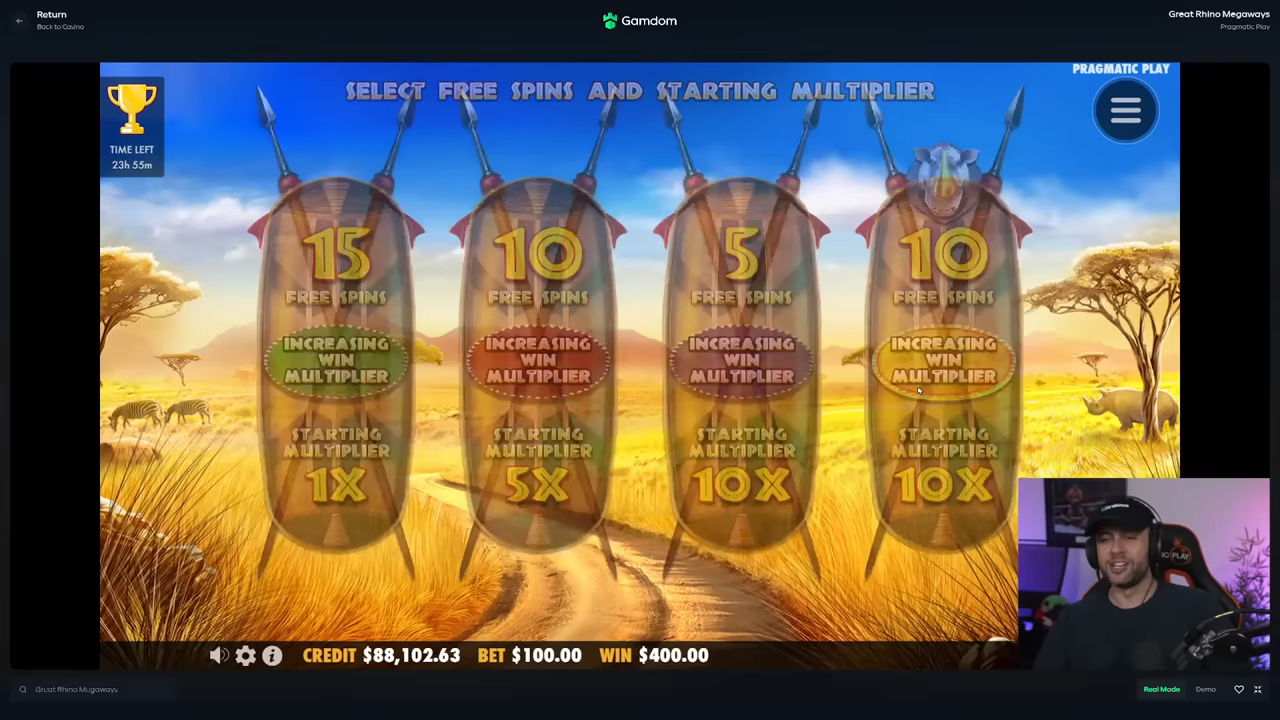 Return
Back to Casino
Gamdom
Great Rhino Megaways
Pragmatic Play
PRAGMATIC PLAY
SELECT FREE SPINS AND STARTING MULTIPLIER
TIME LEFT
23h 55m
15
FREE SPINS
INCREASING
WIN
MULTIPLIER
STARTING
MULTIPLIER
1X
10
FREE SPINS
INCREASING
WIN
MULTIPLIER
STARTING
MULTIPLIER
5X
5
FREE SPINS
INCREASING
WIN
MULTIPLIER
STARTING
MULTIPLIER
10X
10
FREE SPINS
INCREASING
WIN
MULTIPLIER
STARTING
MULTIPLIER
10X
CREDIT $88,102.63 BET $100.00 WIN $400.00
Great Rhino Megaways
Real Mode
Demo